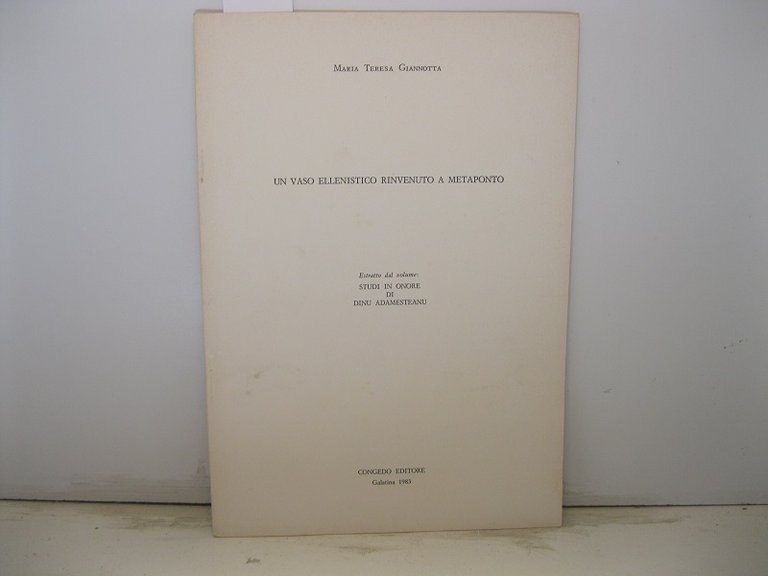 Maria Teresa Giannotta
UN VASO ELLENISTICO RINVENUTO A METAPONTO
Estratto dal volume:
STUDI IN ONORE
DI
DINU ADAMESTEANU
CONGEDO EDITORE
Galatina 1983